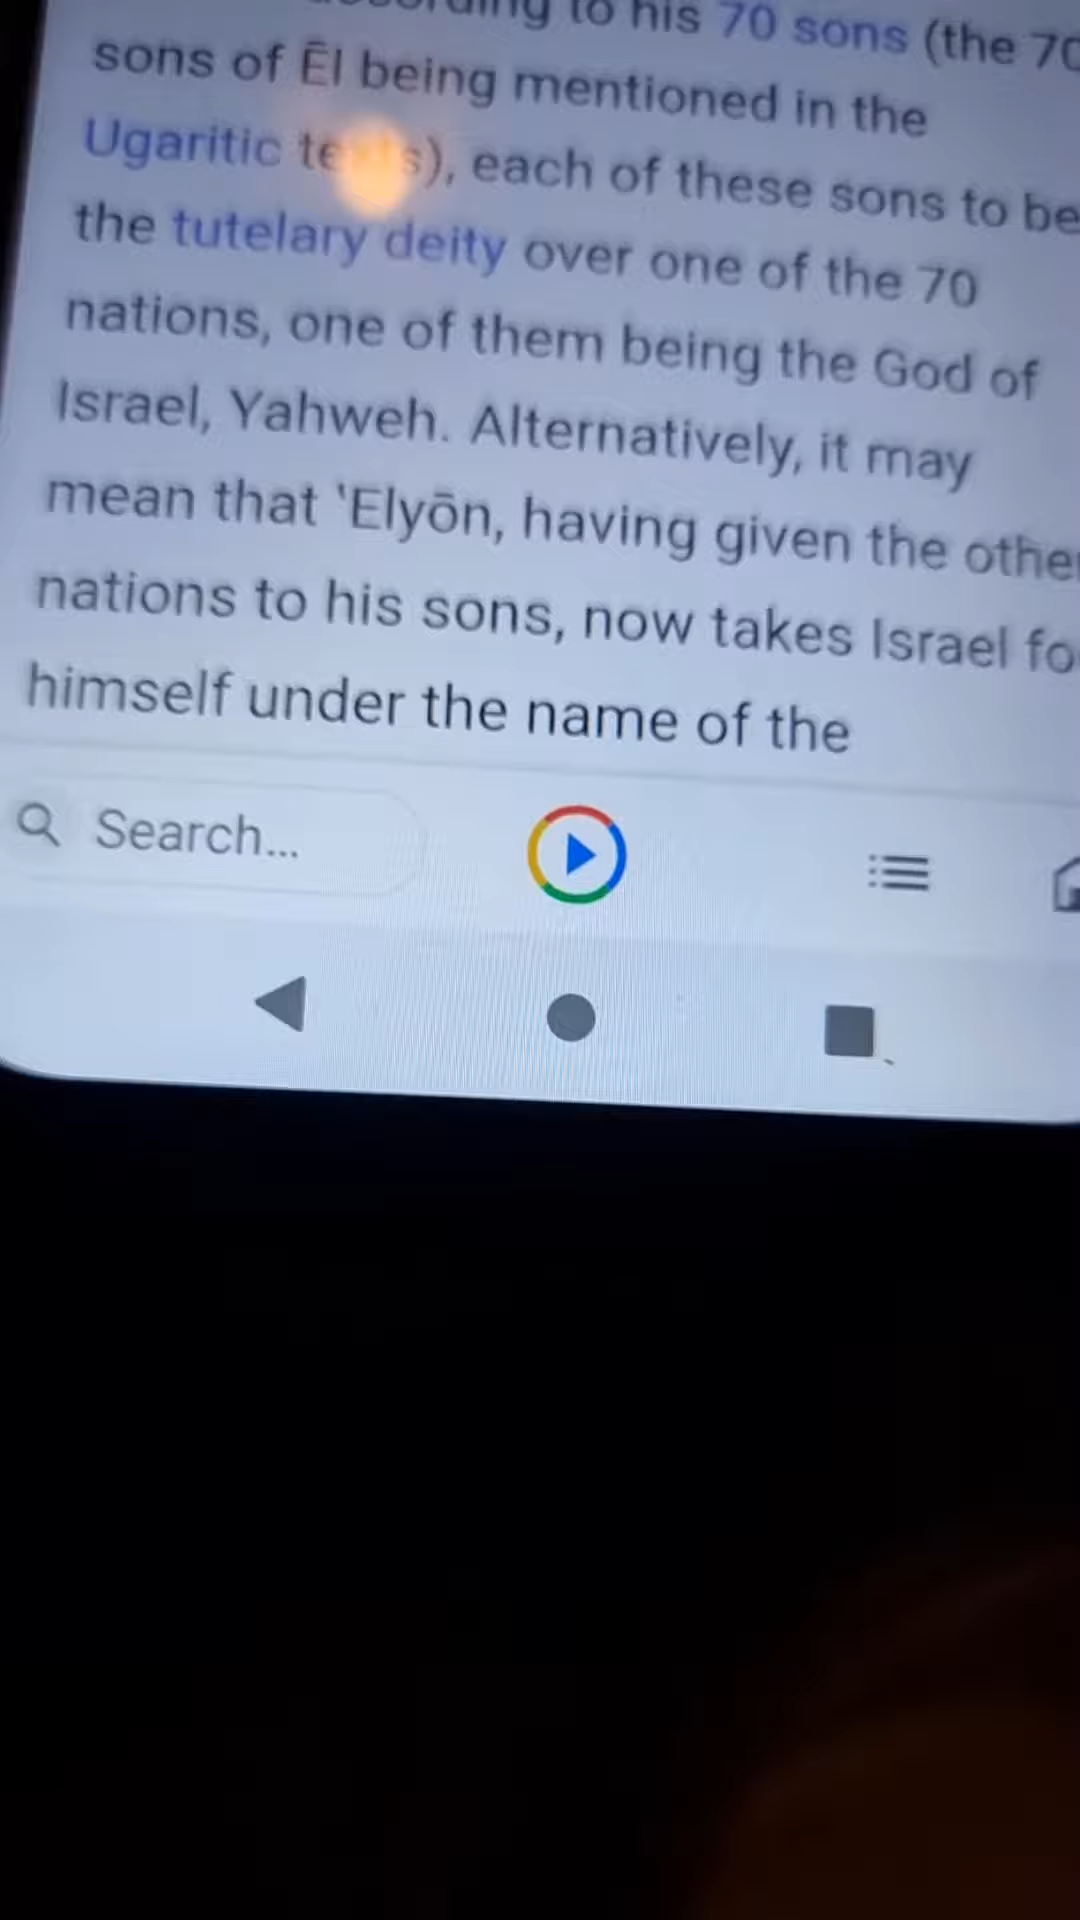 to his 70 sons (the 70
sons of Ēl being mentioned in the
Ugaritic texts), each of these sons to be
the tutelary deity over one of the 70
nations, one of them being the God of
Israel, Yahweh. Alternatively, it may
mean that 'Elyōn, having given the other
nations to his sons, now takes Israel fo
himself under the name of the
Search...